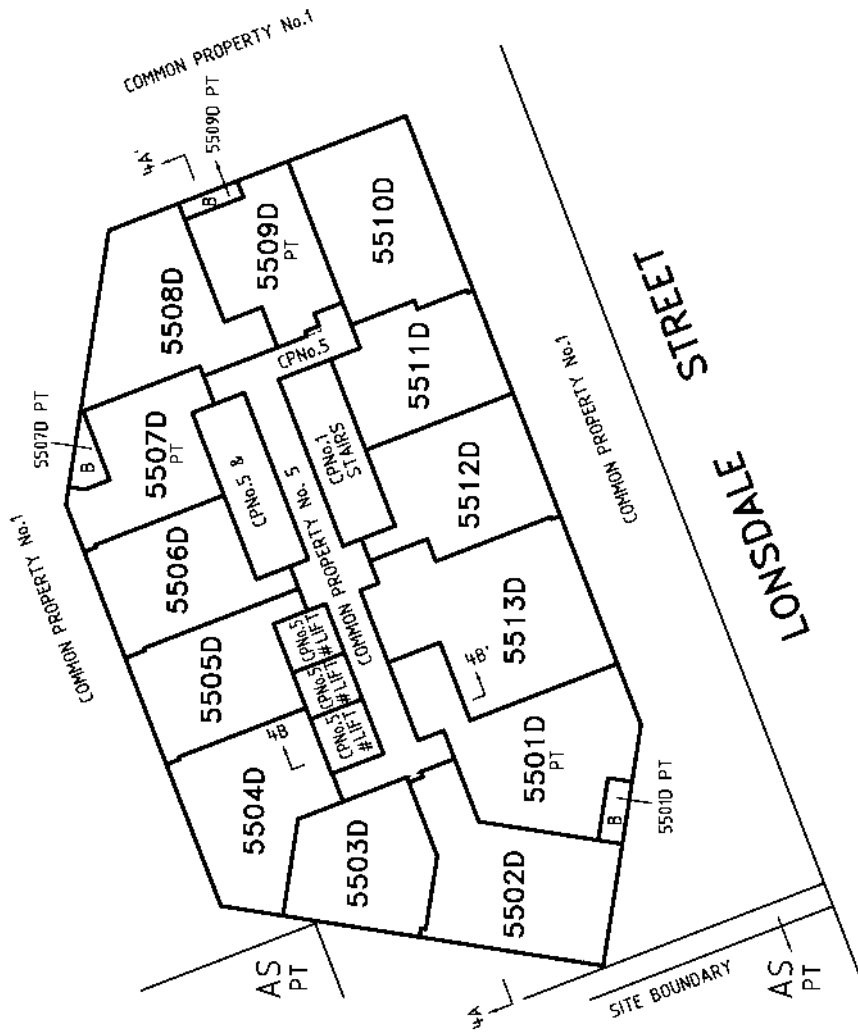 COMMON PROPERTY No.1
4A'
5509D PT
B
5508D
5509D
PT
5510D
5507D PT
B
5507D
PT
CPNo.5
5511D
COMMON PROPERTY No.1
5506D
CPNo.5 &
CPNo.1
STAIRS
5512D
COMMON PROPERTY No. 5
COMMON PROPERTY No.1
5505D
CPNo.5
#LIFT
CPNo.5
#LIFT
CPNo.5
#LIFT
5513D
4B'
4B
5504D
5503D
5501D
PT
B
5501D PT
5502D
LONSDALE STREET
AS
PT
4A
SITE BOUNDARY
AS
PT